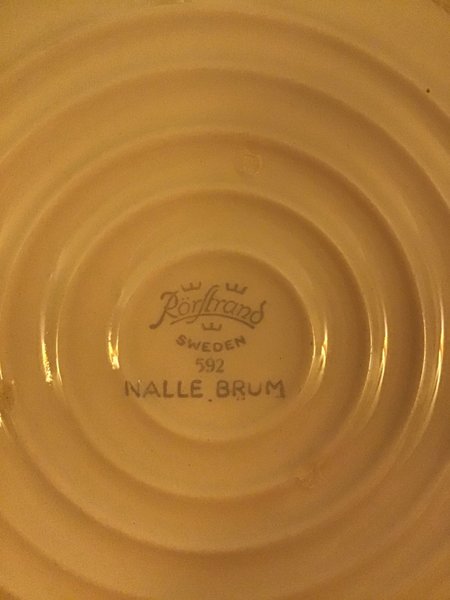 Rörstrand
SWEDEN
592
NALLE BRUM